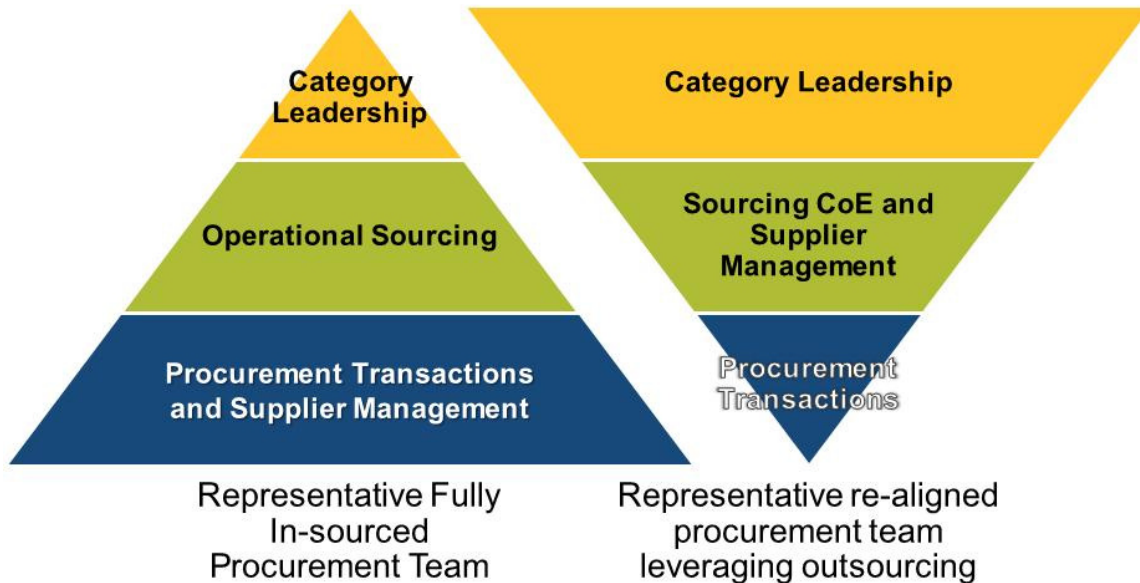 Category
Leadership
Operational Sourcing
Procurement Transactions
and Supplier Management
Representative Fully
In-sourced
Procurement Team
Category Leadership
Sourcing CoE and
Supplier
Management
Procurement
Transactions
Representative re-aligned
procurement team
leveraging outsourcing